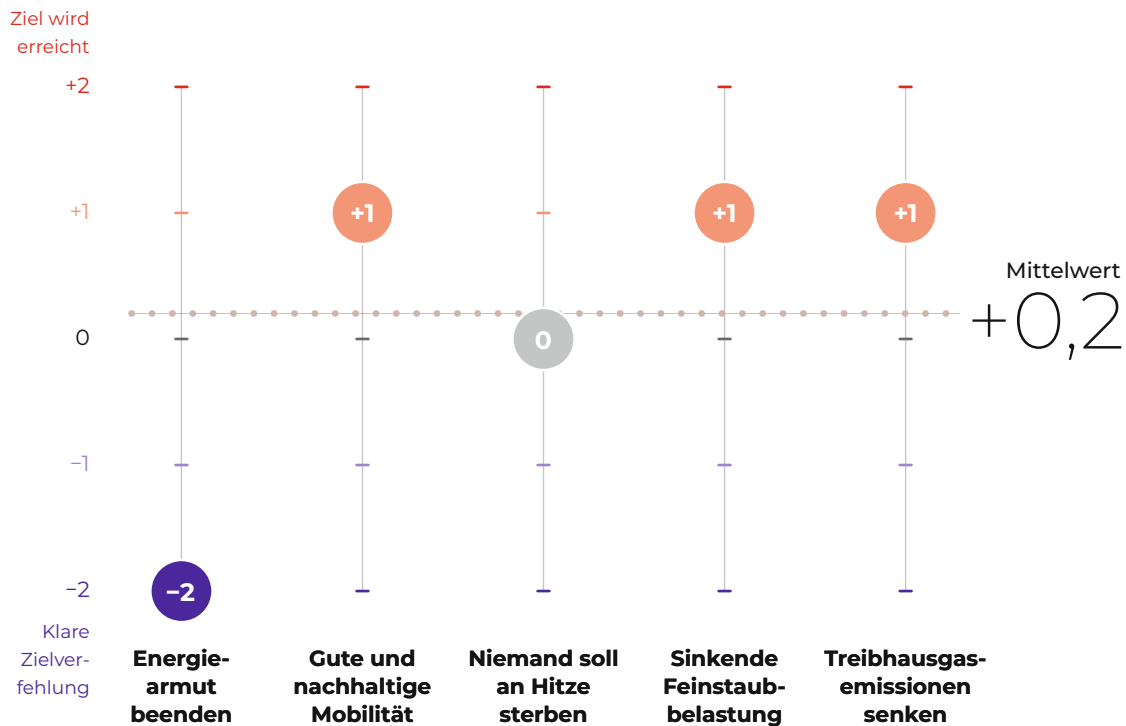 Ziel wird
erreicht
+2
+1
+1
+1
+1
Mittelwert
+0,2
0
0
−1
−2
−2
Klare
Zielver-
fehlung
Energie-
armut
beenden
Gute und
nachhaltige
Mobilität
Niemand soll
an Hitze
sterben
Sinkende
Feinstaub-
belastung
Treibhausgas-
emissionen
senken